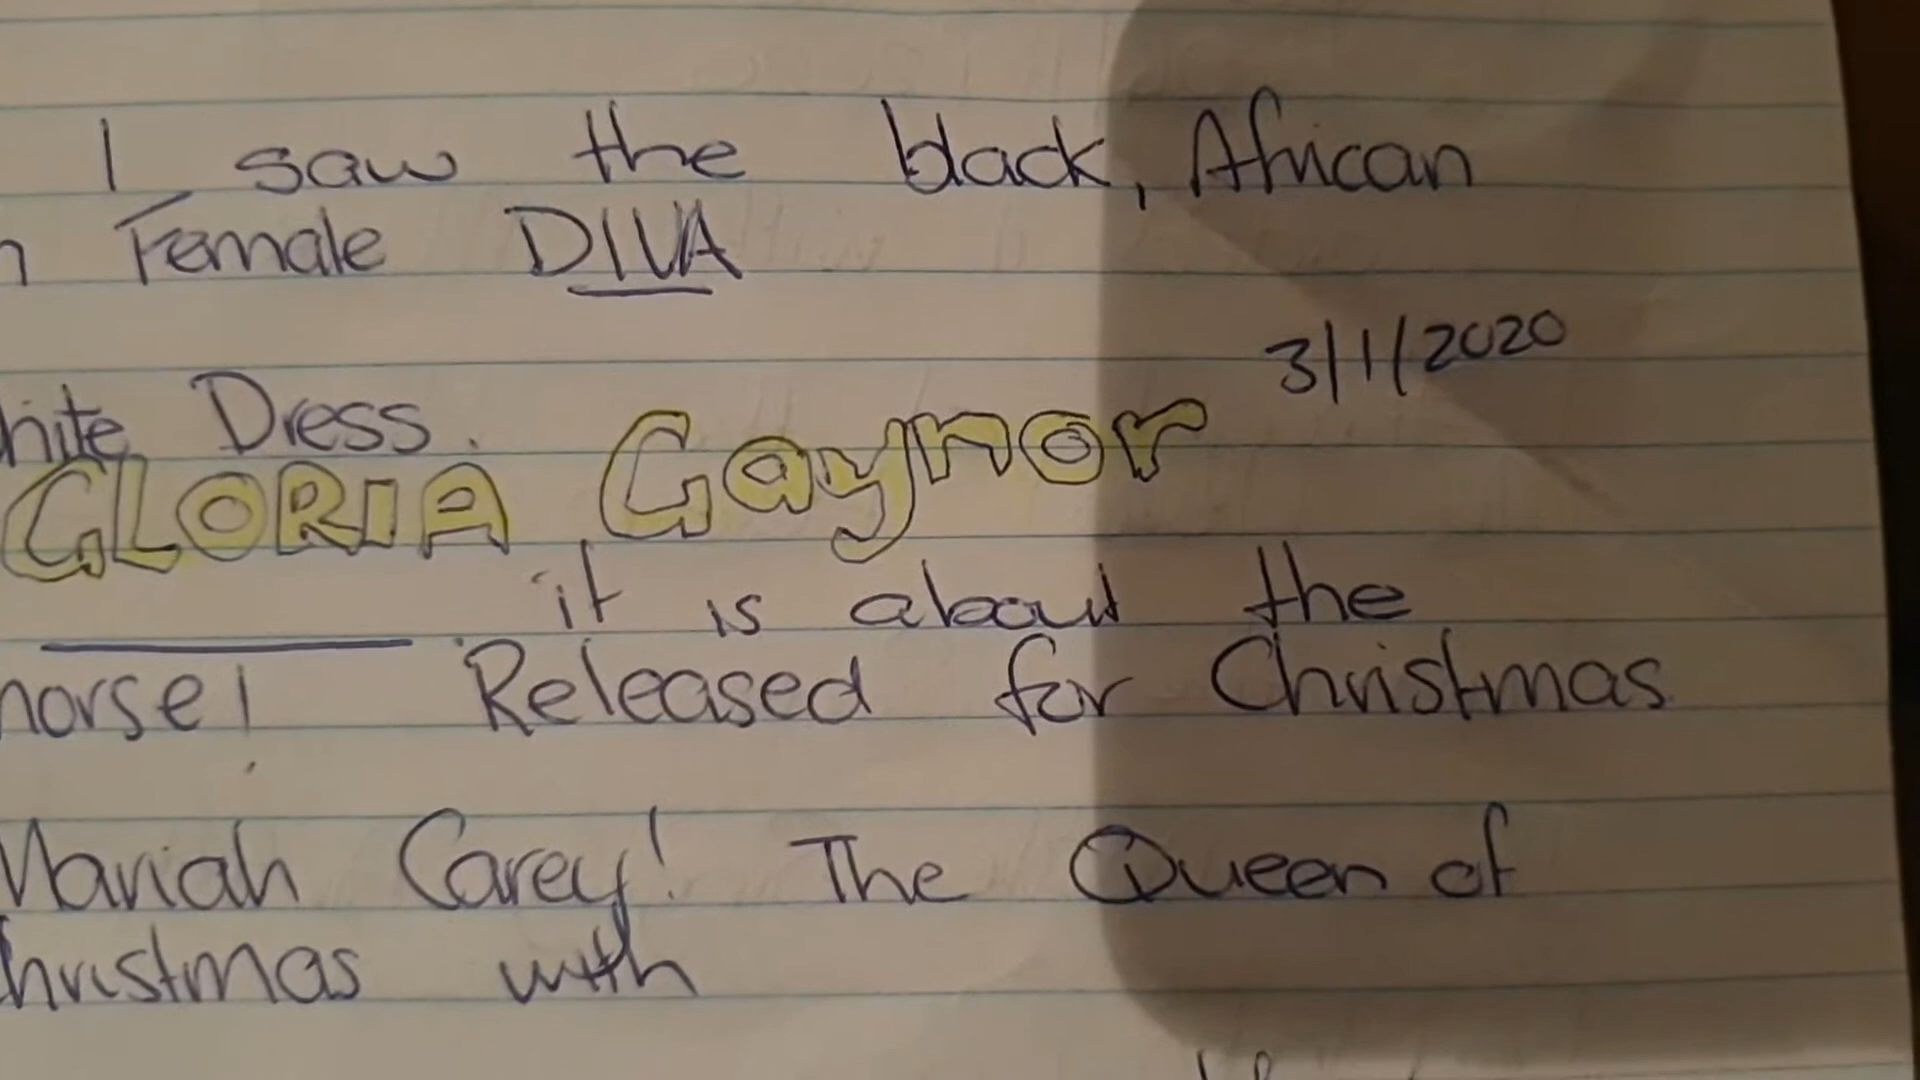 I saw the black, African
n Female DIVA
3/1/2020
hite Dress.
GLORIA Gaynor
it is about the
horse! Released for Christmas
Mariah Carey! The Queen of
hristmas with